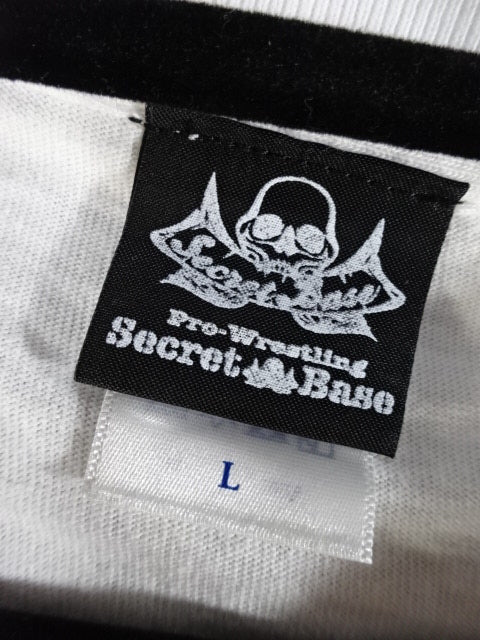 Secret Base
Pro-Wrestling
Secret Base
L